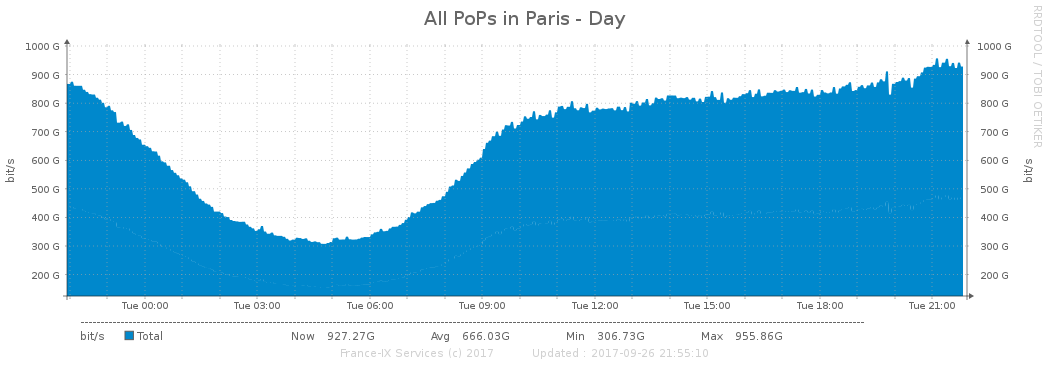 All PoPs in Paris - Day
RRDTOOL / TOBI OETIKER
1000 G 1000 G
900 G 900 G
800 G 800 G
700 G 700 G
600 G 600 G
500 G 500 G
400 G 400 G
300 G 300 G
200 G 200 G
bit/s
bit/s
Tue 00:00 Tue 03:00 Tue 06:00 Tue 09:00 Tue 12:00 Tue 15:00 Tue 18:00 Tue 21:00
bit/s Total Now 927.27G Avg 666.03G Min 306.73G Max 955.86G
France-IX Services (c) 2017 Updated : 2017-09-26 21:55:10